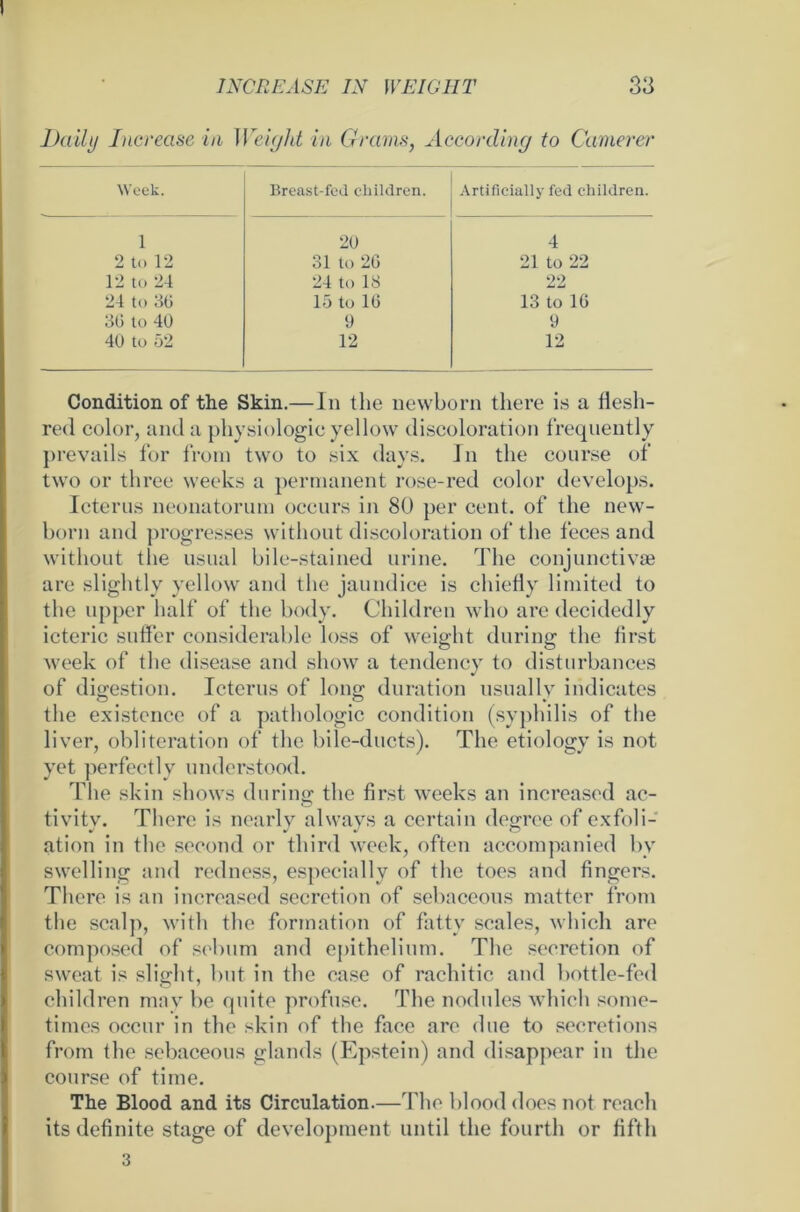 INCREASE IN WEIGHT 33
Daily Increase in Weight in Grams, According to Camerer
Week. Breast-fed children. Artificially fed children.
1 20 4
2 to 12 31 to 26 21 to 22
12 to 24 24 to 18 22
24 to 36 15 to 16 13 to 16
36 to 40 9 9
40 to 52 12 12
Condition of the Skin.—In the newborn there is a flesh-
red color, and a physiologic yellow discoloration frequently
prevails for from two to six days. In the course of
two or three weeks a permanent rose-red color develops.
Icterus neonatorum occurs in 80 per cent. of the new-
born and progresses without discoloration of the feces and
without the usual bile-stained urine. The conjunctivæ
are slightly yellow and the jaundice is chiefly limited to
the upper half of the body. Children who are decidedly
icteric suffer considerable loss of weight during the first
week of the disease and show a tendency to disturbances
of digestion. Icterus of long duration usually indicates
the existence of a pathologic condition (syphilis of the
liver, obliteration of the bile-ducts). The etiology is not
yet perfectly understood.
The skin shows during the first weeks an increased ac-
tivity. There is nearly always a certain degree of exfoli-
ation in the second or third week, often accompanied by
swelling and redness, especially of the toes and fingers.
There is an increased secretion of sebaceous matter from
the scalp, with the formation of fatty scales, which are
composed of sebum and epithelium. The secretion of
sweat is slight, but in the case of rachitic and bottle-fed
children may be quite profuse. The nodules which some-
times occur in the skin of the face are due to secretions
from the sebaceous glands (Epstein) and disappear in the
course of time.
The Blood and its Circulation.—The blood does not reach
its definite stage of development until the fourth or fifth
3